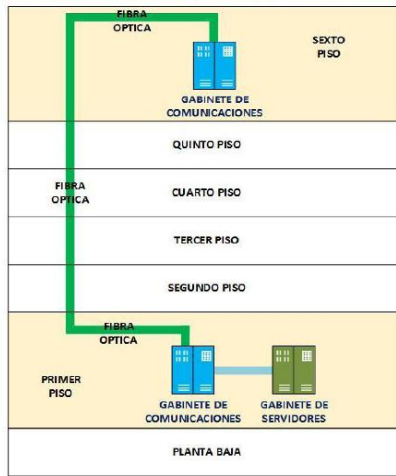 FIBRA
OPTICA
SEXTO
PISO
GABINETE DE
COMUNICACIONES
QUINTO PISO
FIBRA
OPTICA
CUARTO PISO
TERCER PISO
SEGUNDO PISO
FIBRA
OPTICA
PRIMER
PISO
GABINETE DE
COMUNICACIONES
GABINETE DE
SERVIDORES
PLANTA BAJA